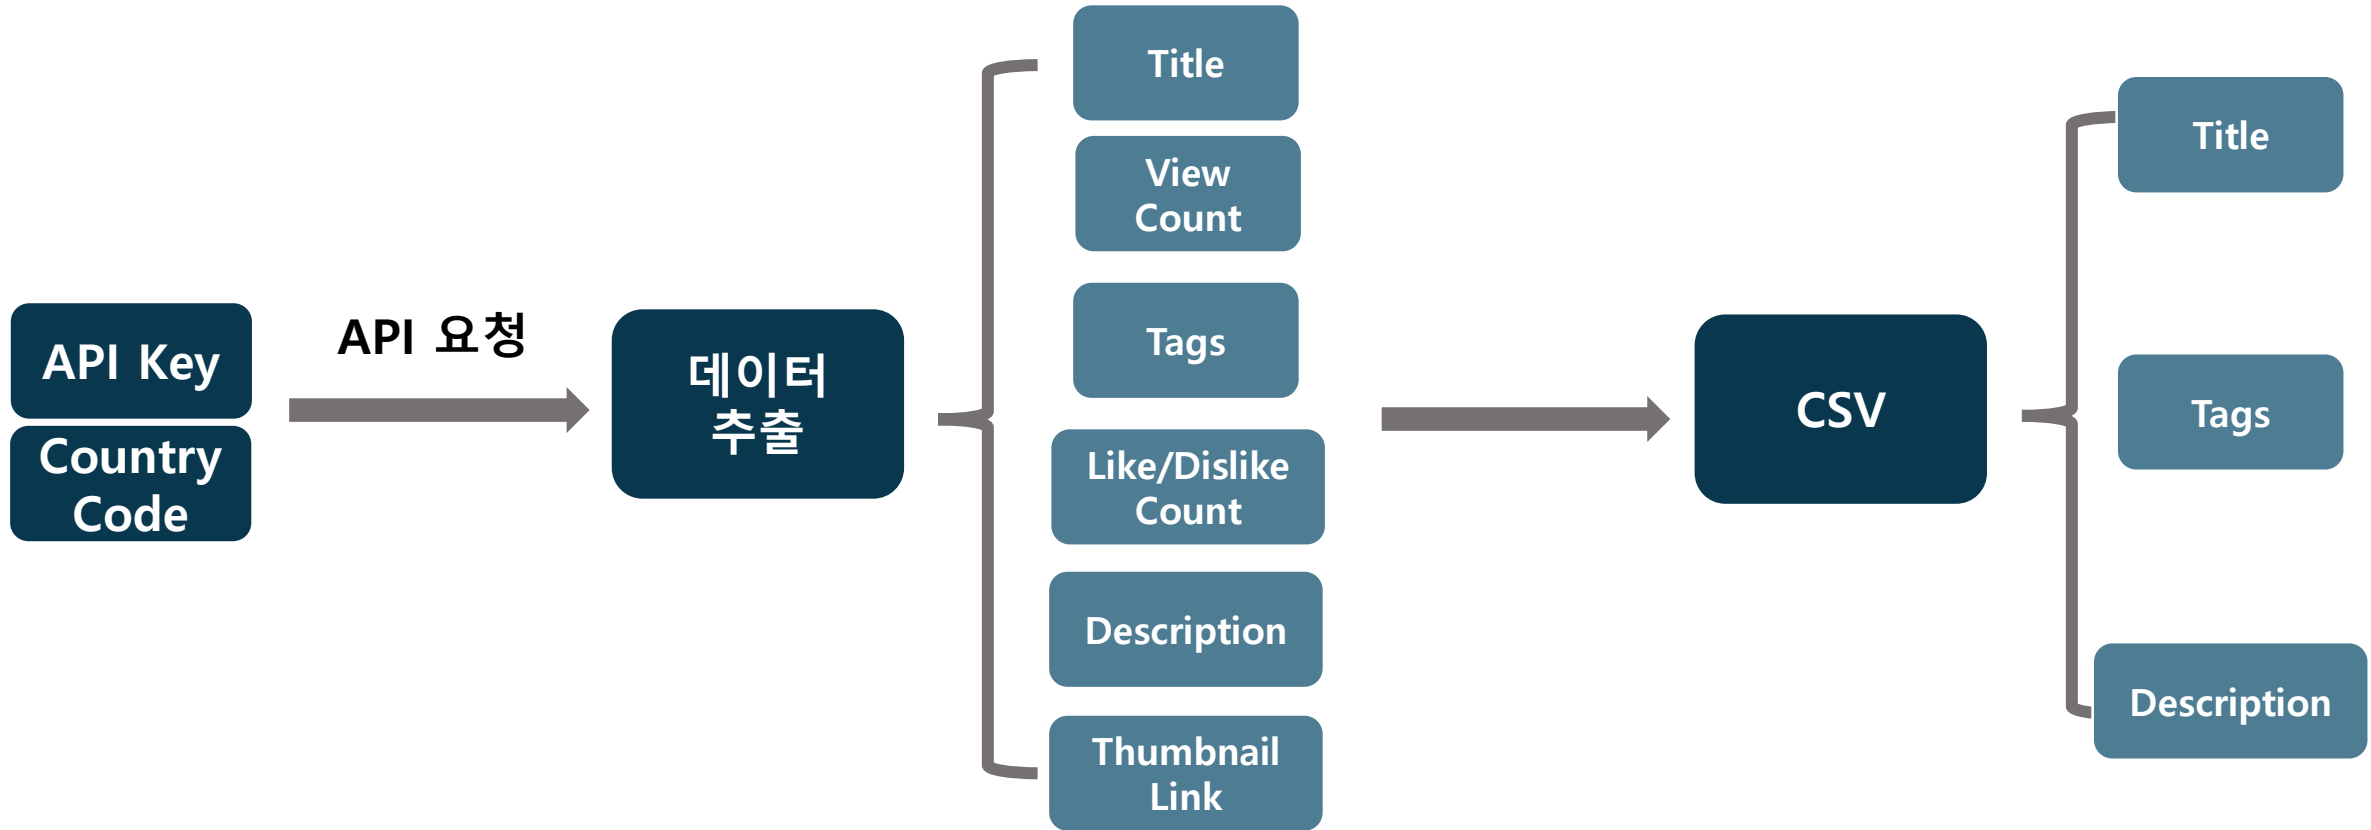 API Key
Country
Code
API 요청
데이터
추출
Title
View
Count
Tags
Like/Dislike
Count
Description
Thumbnail
Link
CSV
Title
Tags
Description